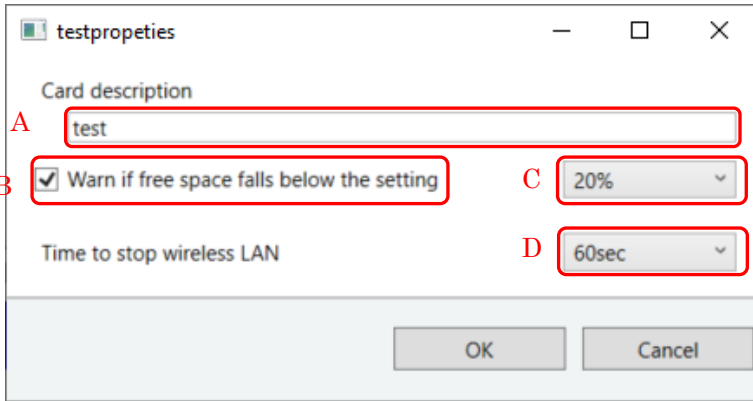 testpropeties
Card description
A test
B Warn if free space falls below the setting C 20%
Time to stop wireless LAN D 60sec
OK Cancel